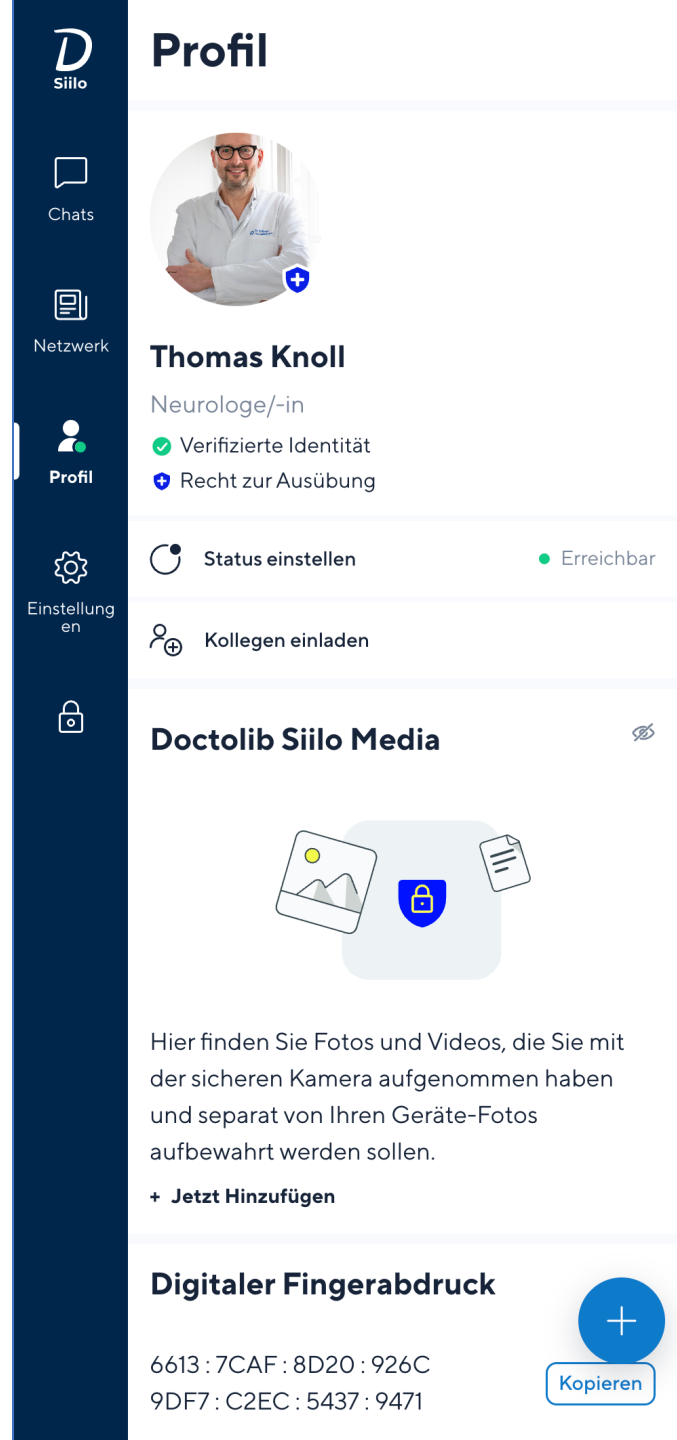 Siilo
Profil
Chats
Netzwerk
Thomas Knoll
Neurologe/-in
Verifizierte Identität
Recht zur Ausübung
Profil
Status einstellen
Erreichbar
Einstellung
en
Kollegen einladen
Doctolib Siilo Media
Hier finden Sie Fotos und Videos, die Sie mit
der sicheren Kamera aufgenommen haben
und separat von Ihren Geräte-Fotos
aufbewahrt werden sollen.
+ Jetzt Hinzufügen
Digitaler Fingerabdruck
6613 : 7CAF : 8D20 : 926C
9DF7 : C2EC : 5437 : 9471
Kopieren